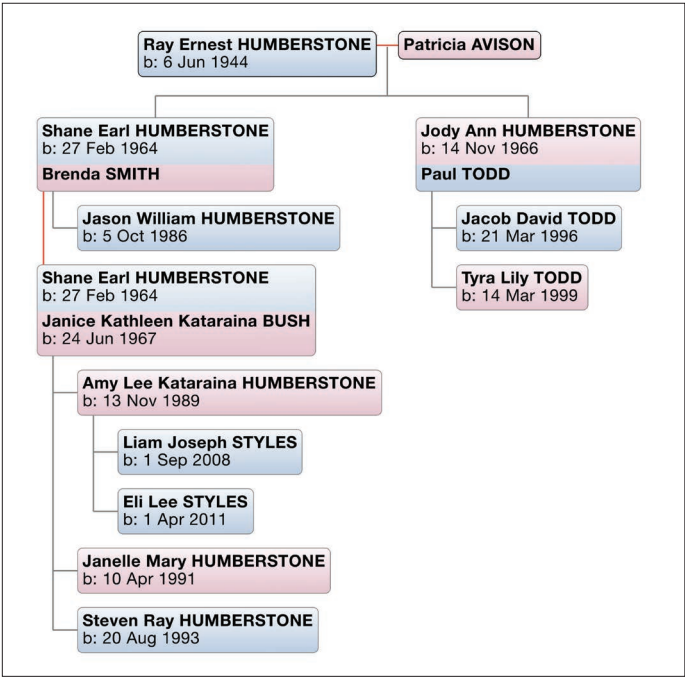 Ray Ernest HUMBERSTONE
b: 6 Jun 1944
Patricia AVISON
Shane Earl HUMBERSTONE
b: 27 Feb 1964
Brenda SMITH
Jason William HUMBERSTONE
b: 5 Oct 1986
Shane Earl HUMBERSTONE
b: 27 Feb 1964
Janice Kathleen Kataraina BUSH
b: 24 Jun 1967
Amy Lee Kataraina HUMBERSTONE
b: 13 Nov 1989
Liam Joseph STYLES
b: 1 Sep 2008
Eli Lee STYLES
b: 1 Apr 2011
Janelle Mary HUMBERSTONE
b: 10 Apr 1991
Steven Ray HUMBERSTONE
b: 20 Aug 1993
Jody Ann HUMBERSTONE
b: 14 Nov 1966
Paul TODD
Jacob David TODD
b: 21 Mar 1996
Tyra Lily TODD
b: 14 Mar 1999